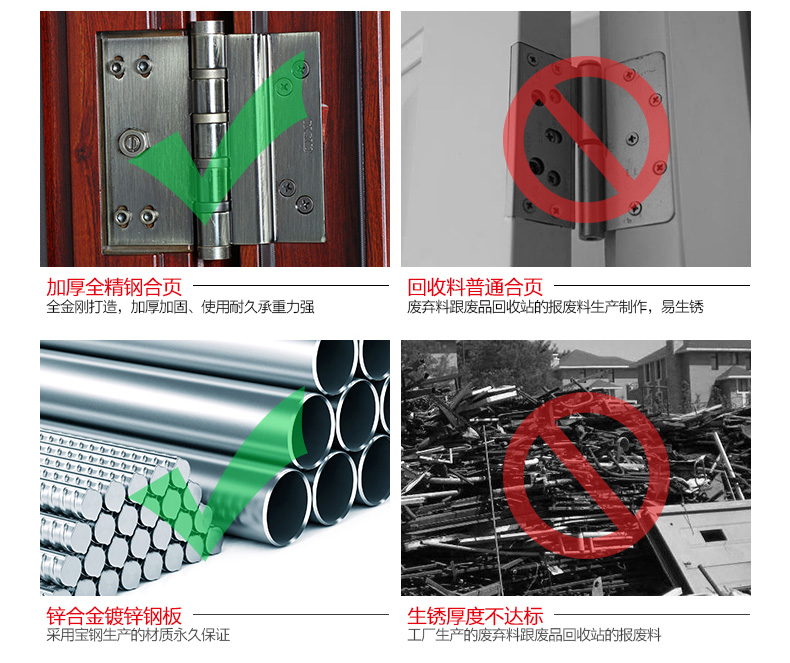 加厚全精钢合页
全金刚打造，加厚加固、使用耐久承重力强
回收料普通合页
废弃料跟废品回收站的报废料生产制作，易生锈
锌合金镀锌钢板
采用宝钢生产的材质永久保证
生锈厚度不达标
工厂生产的废弃料跟废品回收站的报废料